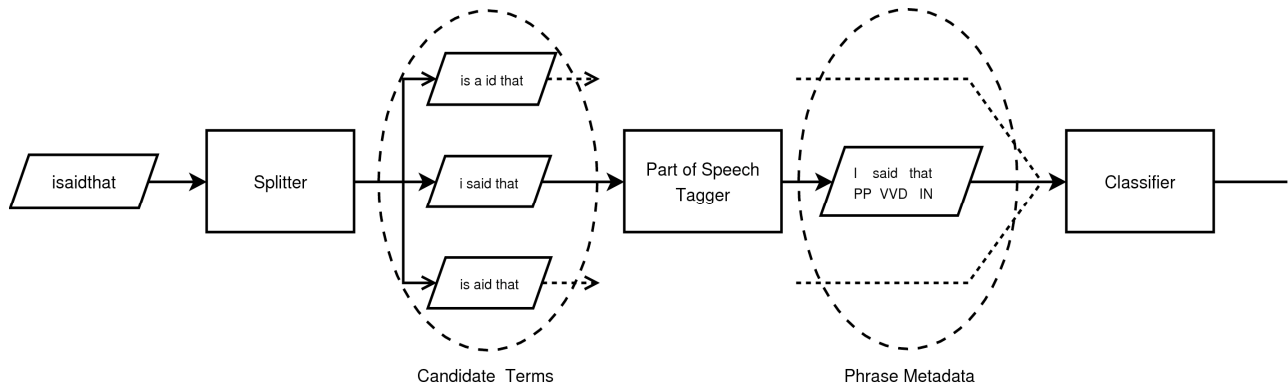 isaidthat
Splitter
is a id that
i said that
is aid that
Candidate Terms
Part of Speech
Tagger
I said that
PP VVD IN
Phrase Metadata
Classifier